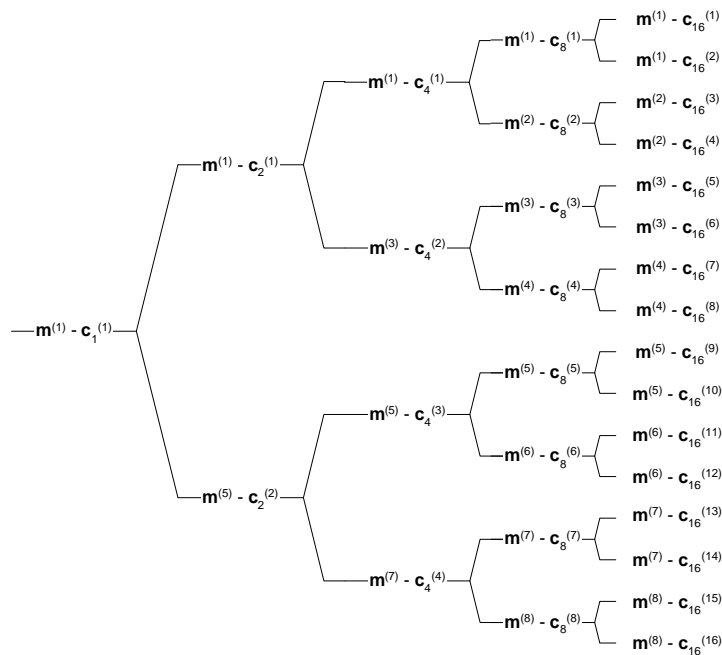 m⁽¹⁾ - c₁₆⁽¹⁾
m⁽¹⁾ - c₈⁽¹⁾
m⁽¹⁾ - c₁₆⁽²⁾
m⁽¹⁾ - c₄⁽¹⁾
m⁽²⁾ - c₁₆⁽³⁾
m⁽²⁾ - c₈⁽²⁾
m⁽²⁾ - c₁₆⁽⁴⁾
m⁽¹⁾ - c₂⁽¹⁾
m⁽³⁾ - c₁₆⁽⁵⁾
m⁽³⁾ - c₈⁽³⁾
m⁽³⁾ - c₁₆⁽⁶⁾
m⁽³⁾ - c₄⁽²⁾
m⁽⁴⁾ - c₁₆⁽⁷⁾
m⁽⁴⁾ - c₈⁽⁴⁾
m⁽⁴⁾ - c₁₆⁽⁸⁾
m⁽¹⁾ - c₁⁽¹⁾
m⁽⁵⁾ - c₁₆⁽⁹⁾
m⁽⁵⁾ - c₈⁽⁵⁾
m⁽⁵⁾ - c₁₆⁽¹⁰⁾
m⁽⁵⁾ - c₄⁽³⁾
m⁽⁶⁾ - c₁₆⁽¹¹⁾
m⁽⁶⁾ - c₈⁽⁶⁾
m⁽⁶⁾ - c₁₆⁽¹²⁾
m⁽⁵⁾ - c₂⁽²⁾
m⁽⁷⁾ - c₁₆⁽¹³⁾
m⁽⁷⁾ - c₈⁽⁷⁾
m⁽⁷⁾ - c₁₆⁽¹⁴⁾
m⁽⁷⁾ - c₄⁽⁴⁾
m⁽⁸⁾ - c₁₆⁽¹⁵⁾
m⁽⁸⁾ - c₈⁽⁸⁾
m⁽⁸⁾ - c₁₆⁽¹⁶⁾